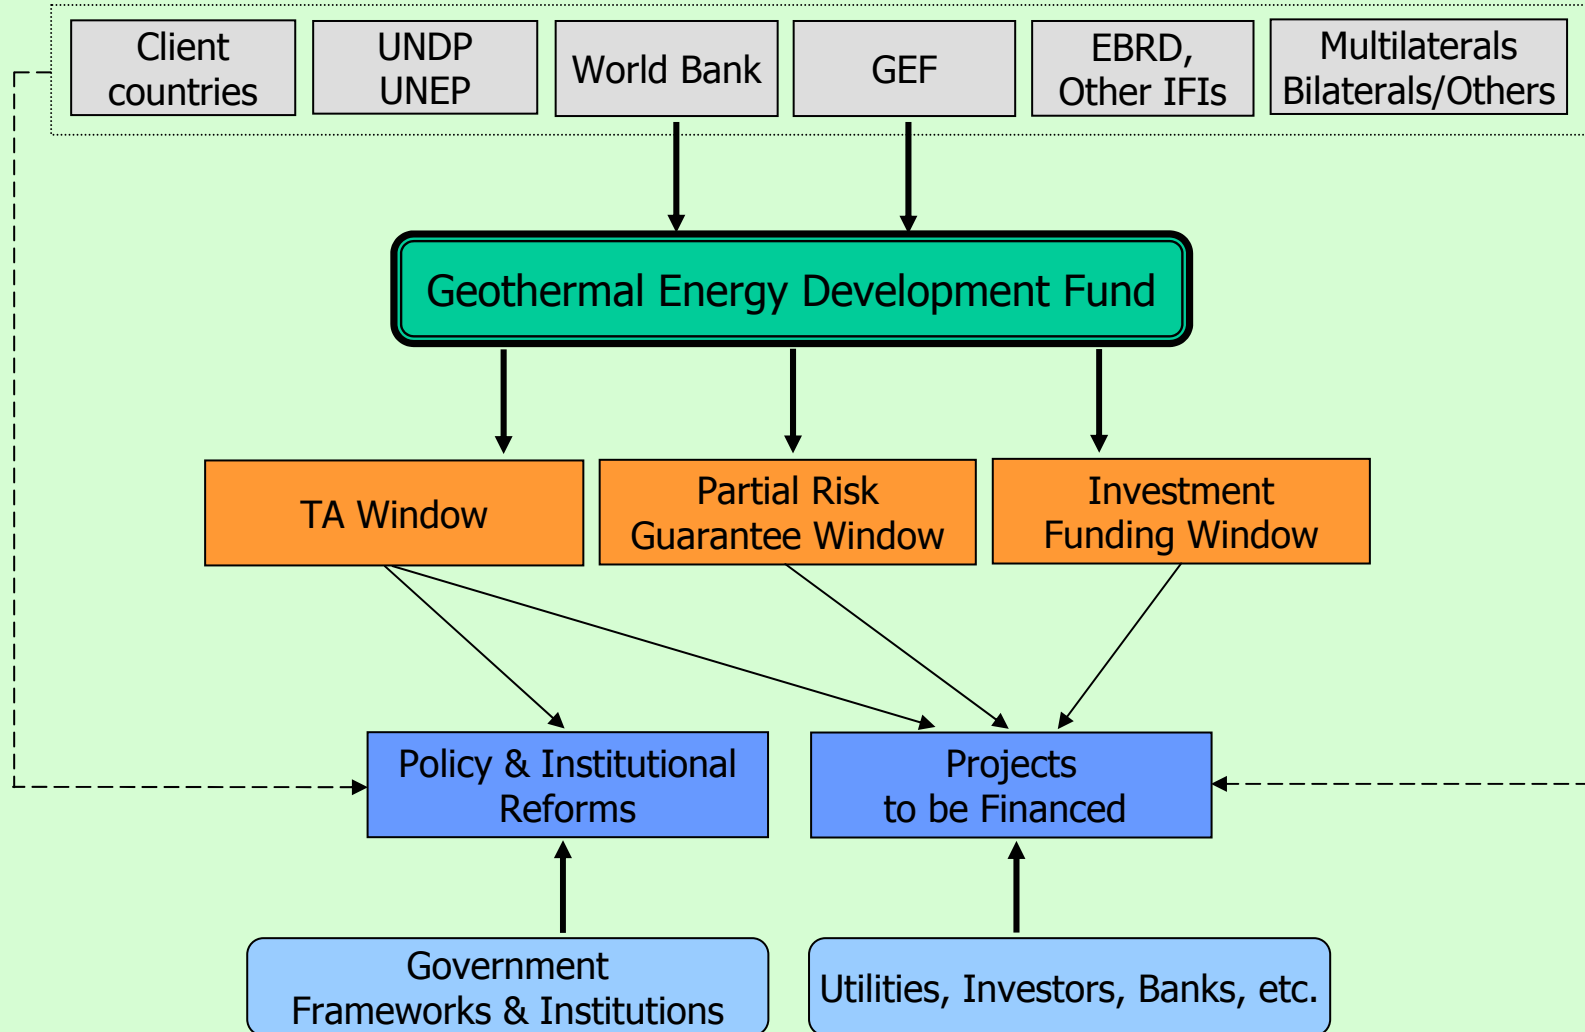 Client
countries
UNDP
UNEP
World Bank
GEF
EBRD,
Other IFIs
Multilaterals
Bilaterals/Others
Geothermal Energy Development Fund
TA Window
Partial Risk
Guarantee Window
Investment
Funding Window
Policy & Institutional
Reforms
Projects
to be Financed
Government
Frameworks & Institutions
Utilities, Investors, Banks, etc.